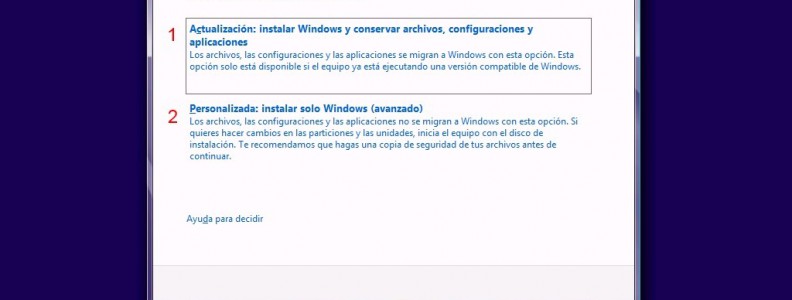 1 Actualización: instalar Windows y conservar archivos, configuraciones y
aplicaciones
Los archivos, las configuraciones y las aplicaciones se migran a Windows con esta opción. Esta
opción solo está disponible si el equipo ya está ejecutando una versión compatible de Windows.
2 Personalizada: instalar solo Windows (avanzado)
Los archivos, las configuraciones y las aplicaciones no se migran a Windows con esta opción. Si
quieres hacer cambios en las particiones y las unidades, inicia el equipo con el disco de
instalación. Te recomendamos que hagas una copia de seguridad de tus archivos antes de
continuar.
Ayuda para decidir